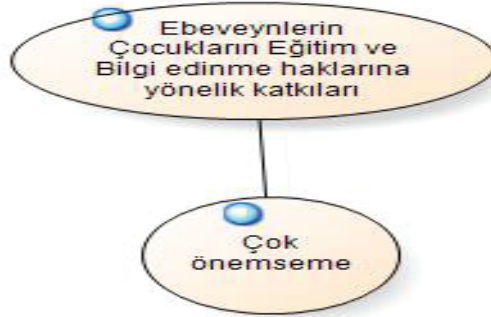 Ebeveynlerin
Çocukların Eğitim ve
Bilgi edinme haklarına
yönelik katkıları
Çok
önemseme